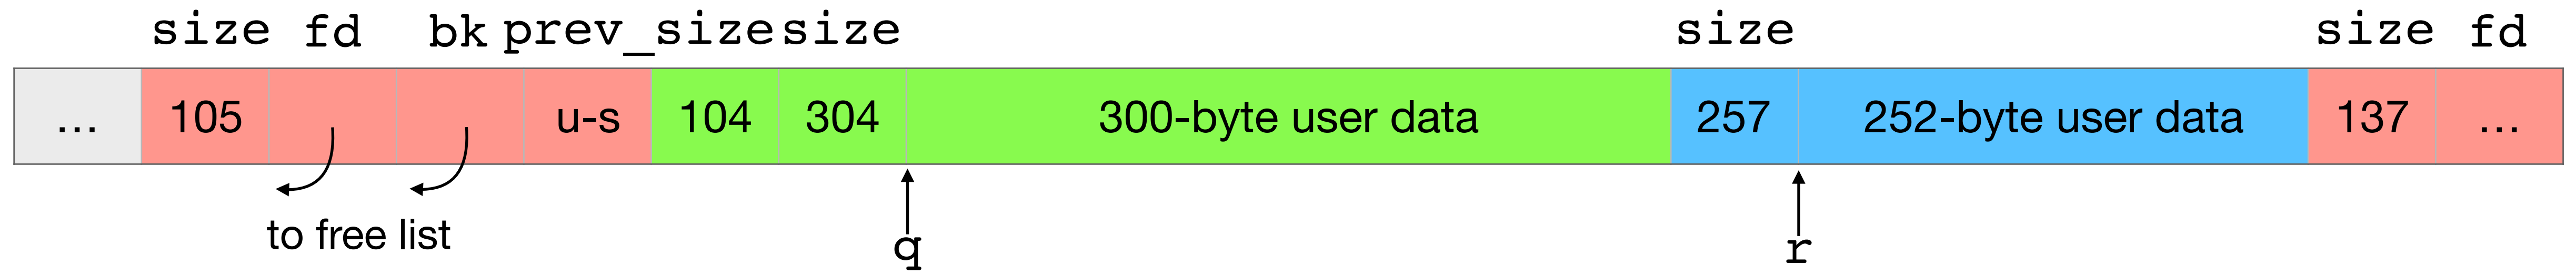 size fd bk prev_size size size size fd
… 105 u-s 104 304 300-byte user data 257 252-byte user data 137 …
to free list
q r